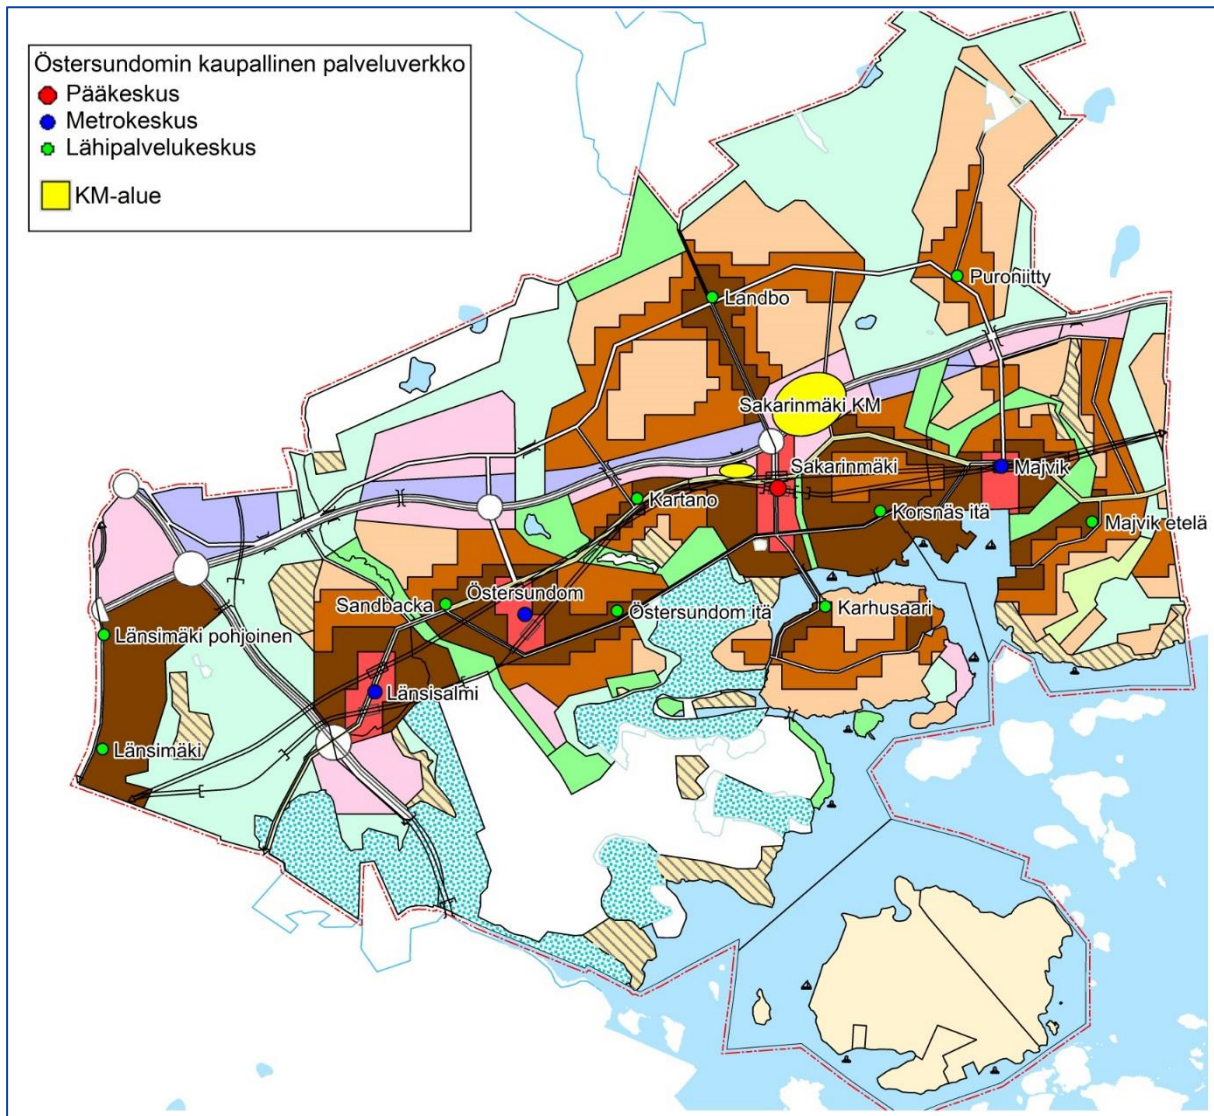 Östersundomin kaupallinen palveluverkko
Pääkeskus
Metrokeskus
Lähipalvelukeskus
KM-alue
Puroniitty
Landbo
Sakarinmäki KM
Sakarinmäki
Majvik
Kartano
Korsnäs itä
Majvik etelä
Östersundom
Sandbacka
Östersundom itä
Karhusaari
Länsimäki pohjoinen
Länsisalmi
Länsimäki